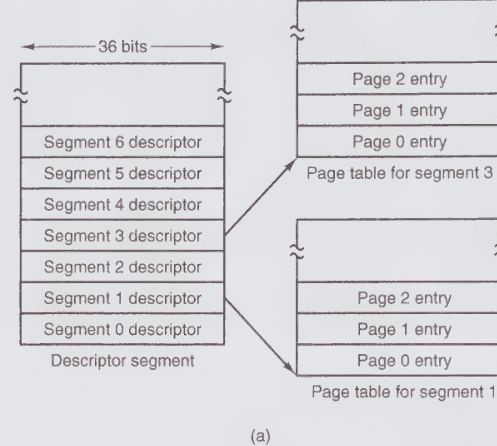 36 bits
Segment 6 descriptor
Segment 5 descriptor
Segment 4 descriptor
Segment 3 descriptor
Segment 2 descriptor
Segment 1 descriptor
Segment 0 descriptor
Descriptor segment
Page 2 entry
Page 1 entry
Page 0 entry
Page table for segment 3
Page 2 entry
Page 1 entry
Page 0 entry
Page table for segment 1
(a)